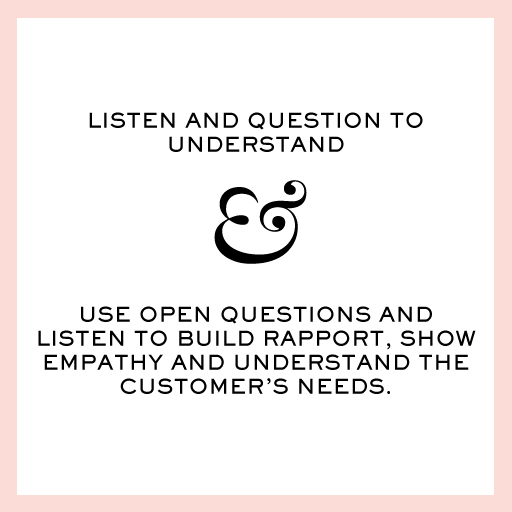 LISTEN AND QUESTION TO
UNDERSTAND
&
USE OPEN QUESTIONS AND
LISTEN TO BUILD RAPPORT, SHOW
EMPATHY AND UNDERSTAND THE
CUSTOMER’S NEEDS.